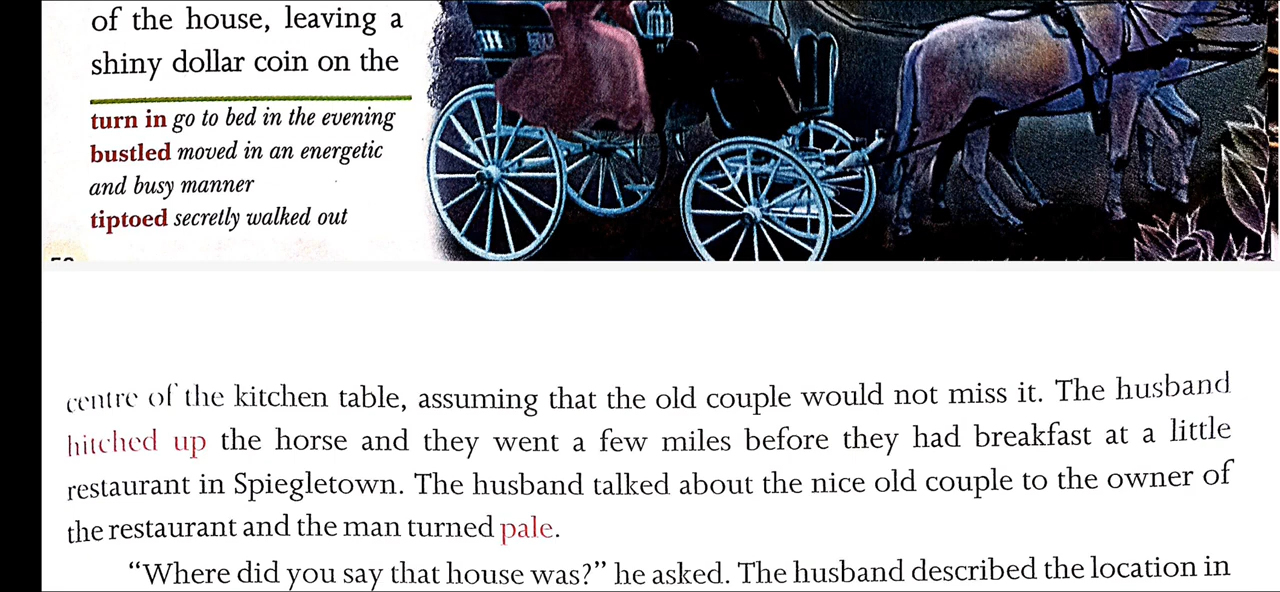 of the house, leaving a
shiny dollar coin on the
turn in go to bed in the evening
bustled moved in an energetic
and busy manner
tiptoed secretly walked out
centre of the kitchen table, assuming that the old couple would not miss it. The husband
hitched up the horse and they went a few miles before they had breakfast at a little
restaurant in Spiegletown. The husband talked about the nice old couple to the owner of
the restaurant and the man turned pale.
“Where did you say that house was?” he asked. The husband described the location in